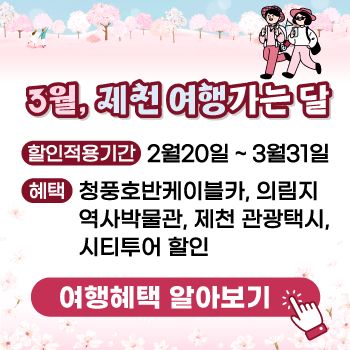 3월, 제천 여행가는 달
할인적용기간 2월20일 ~ 3월31일
혜택 청풍호반케이블카, 의림지
역사박물관, 제천 관광택시,
시티투어 할인
여행혜택 알아보기